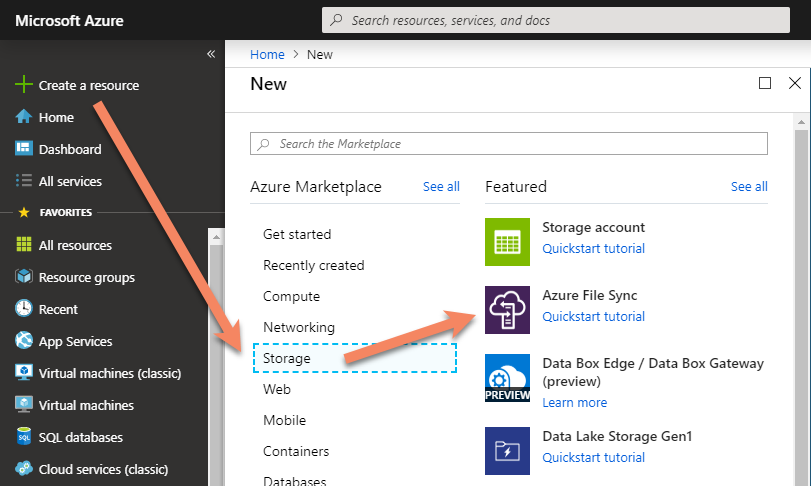 Microsoft Azure
Search resources, services, and docs
«
Create a resource
Home
Dashboard
All services
FAVORITES
All resources
Resource groups
Recent
App Services
Virtual machines (classic)
Virtual machines
SQL databases
Cloud services (classic)
Home > New
New
Search the Marketplace
Azure Marketplace
See all
Get started
Recently created
Compute
Networking
Storage
Web
Mobile
Containers
Databases
Featured
See all
Storage account
Quickstart tutorial
Azure File Sync
Quickstart tutorial
PREVIEW
Data Box Edge / Data Box Gateway
(preview)
Learn more
Data Lake Storage Gen1
Quickstart tutorial